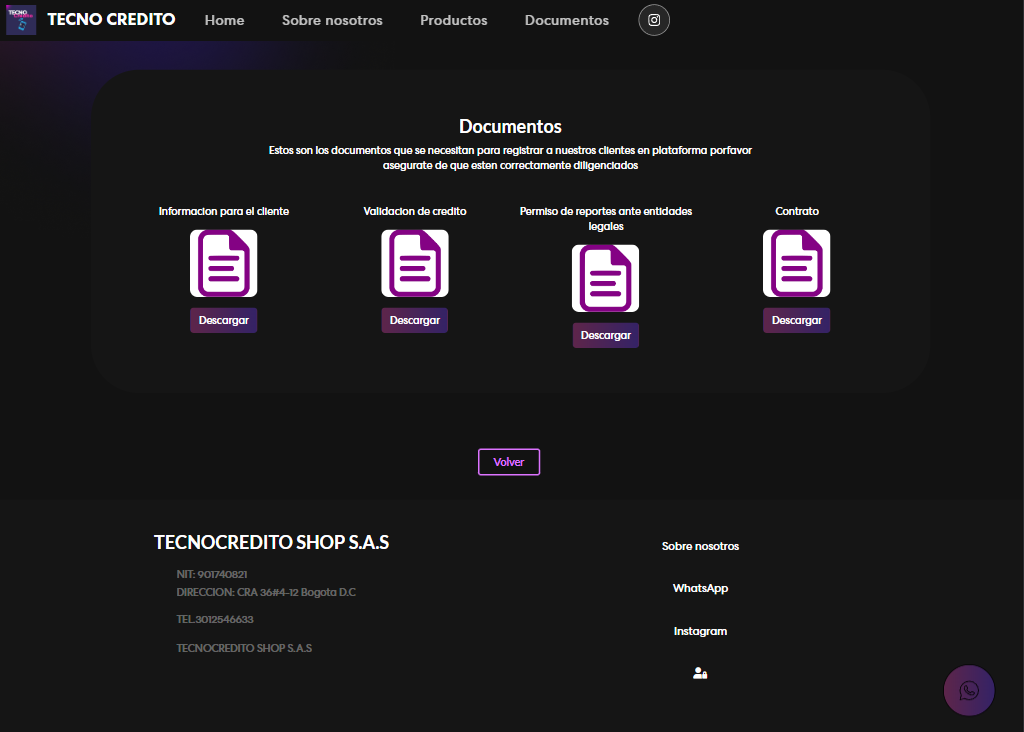 TECNO
TECNO CREDITO
Home
Sobre nosotros
Productos
Documentos
Documentos
Estos son los documentos que se necesitan para registrar a nuestros clientes en plataforma porfavor
asegurate de que esten correctamente diligenciados
Informacion para el cliente
Validacion de credito
Permiso de reportes ante entidades
legales
Contrato
Descargar
Descargar
Descargar
Descargar
Volver
TECNOCREDITO SHOP S.A.S
NIT: 901740821
DIRECCION: CRA 36#4-12 Bogota D.C
TEL.3012546633
TECNOCREDITO SHOP S.A.S
Sobre nosotros
WhatsApp
Instagram